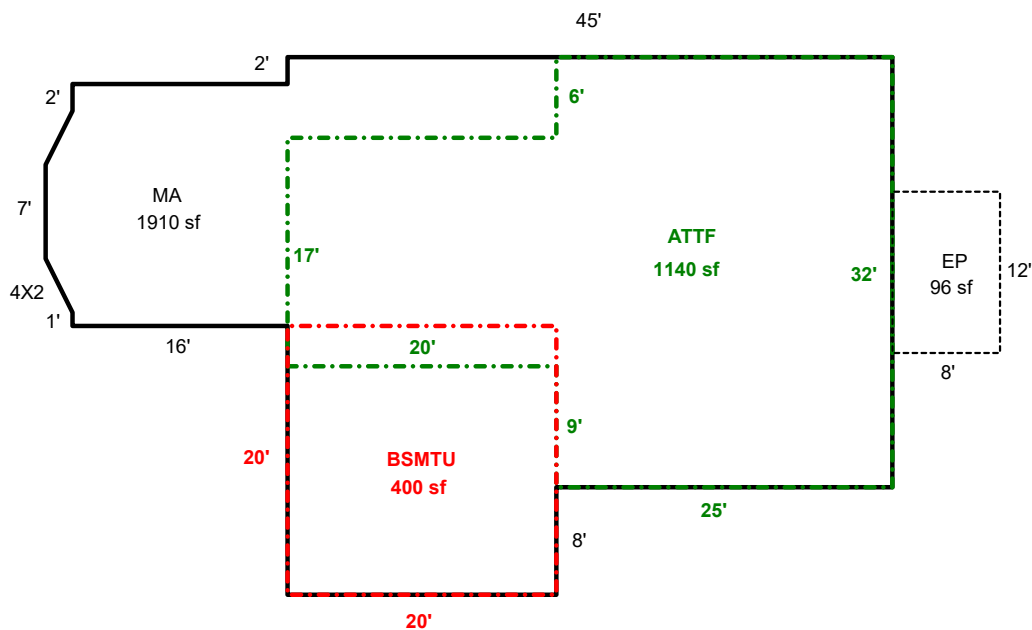 45'
2'
2'
6'
MA
1910 sf
7'
17'
ATTF
1140 sf
32'
EP
96 sf
12'
4X2
1'
16'
20'
8'
9'
20'
BSMTU
400 sf
25'
8'
20'